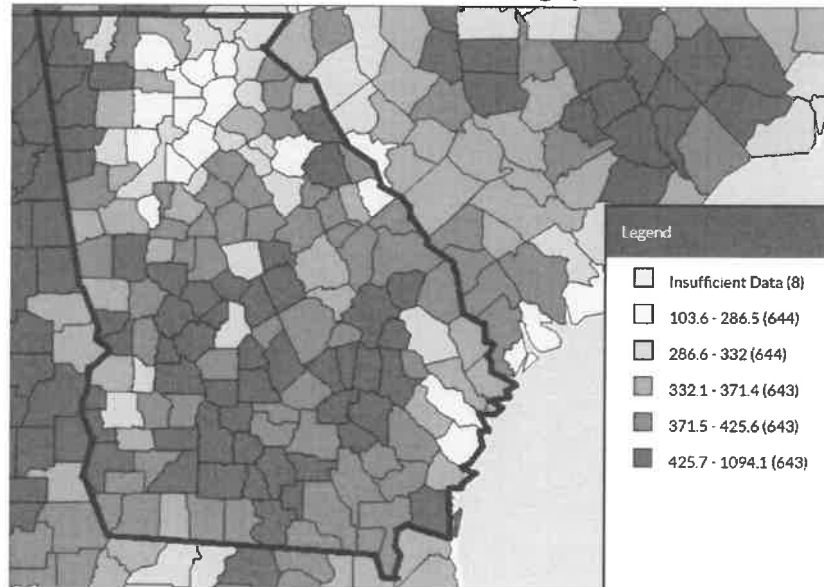 Legend
Insufficient Data (8)
103.6 - 286.5 (644)
286.6 - 332 (644)
332.1 - 371.4 (643)
371.5 - 425.6 (643)
425.7 - 1094.1 (643)